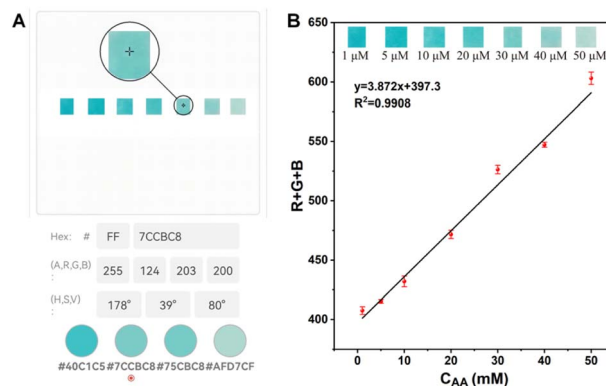 A
Hex: # FF 7CCBC8
(A,R,G,B) 255 124 203 200
:
(H,S,V) 178° 39° 80°
:
#40C1C5 #7CCBC8 #75CBC8 #AFD7CF
B
1 μM 5 μM 10 μM 20 μM 30 μM 40 μM 50 μM
y=3.872x+397.3
R²=0.9908
R+G+B
650
600
550
500
450
400
0 10 20 30 40 50
C_AA (mM)